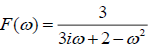 F(ω) = 3 / (3iω + 2 − ω²)